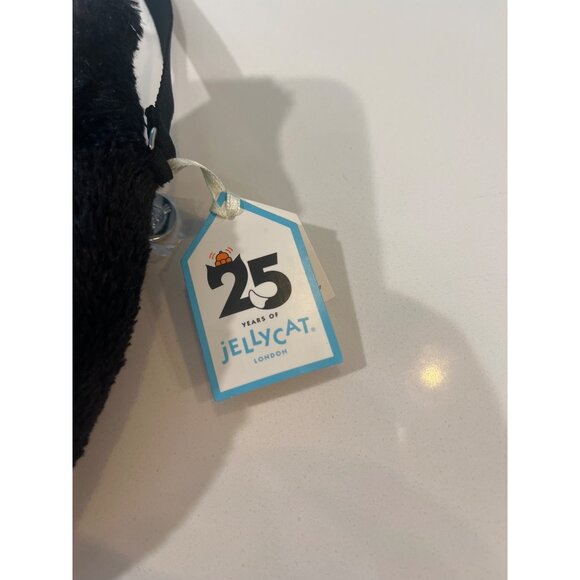 25
YEARS OF
jELLYCAT®
LONDON